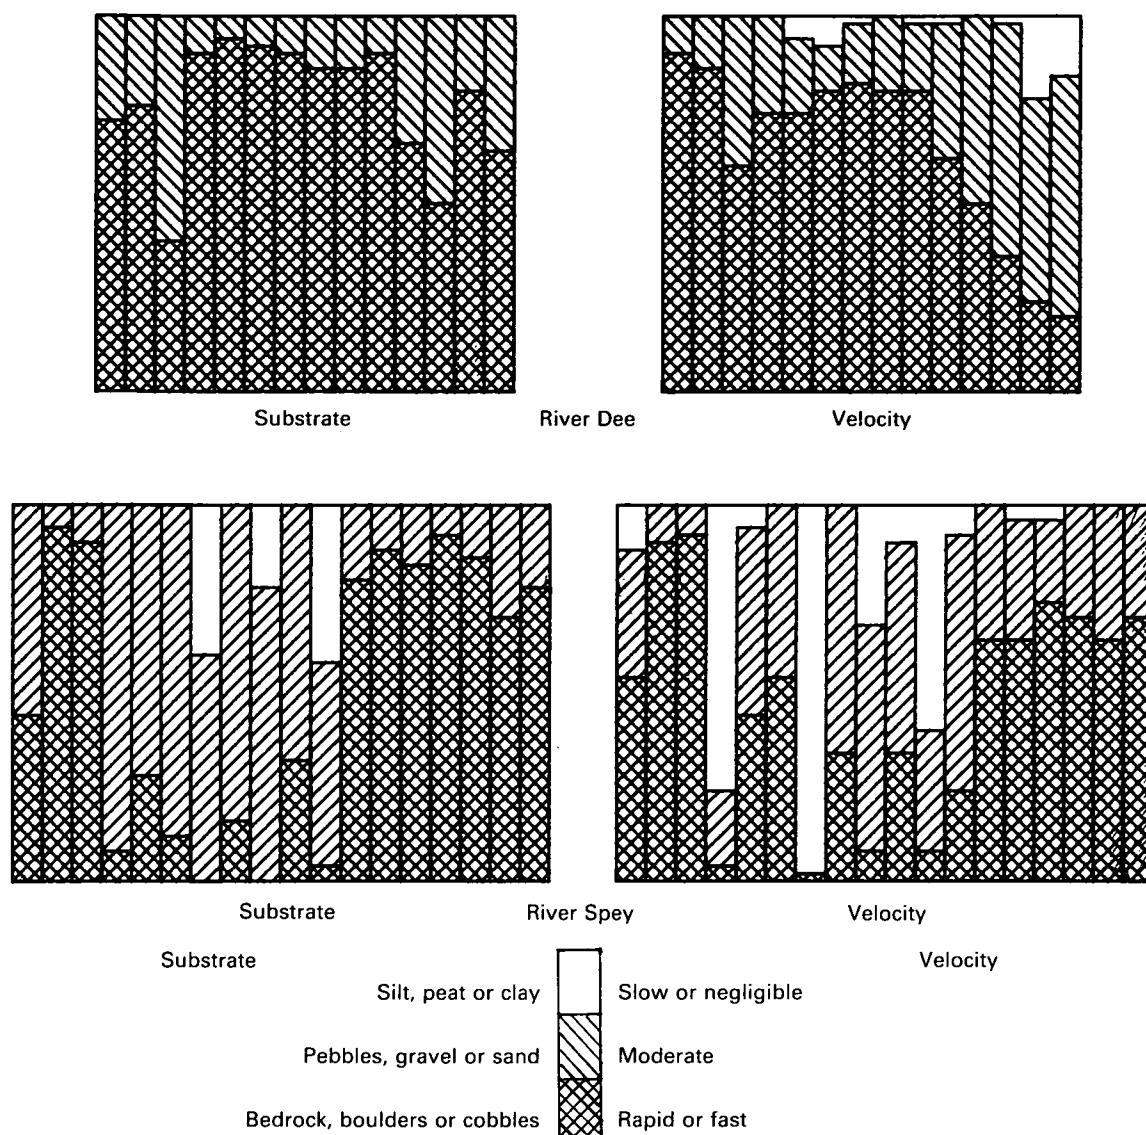 Substrate River Dee Velocity
Substrate River Spey Velocity
Substrate Velocity
Silt, peat or clay Slow or negligible
Pebbles, gravel or sand Moderate
Bedrock, boulders or cobbles Rapid or fast